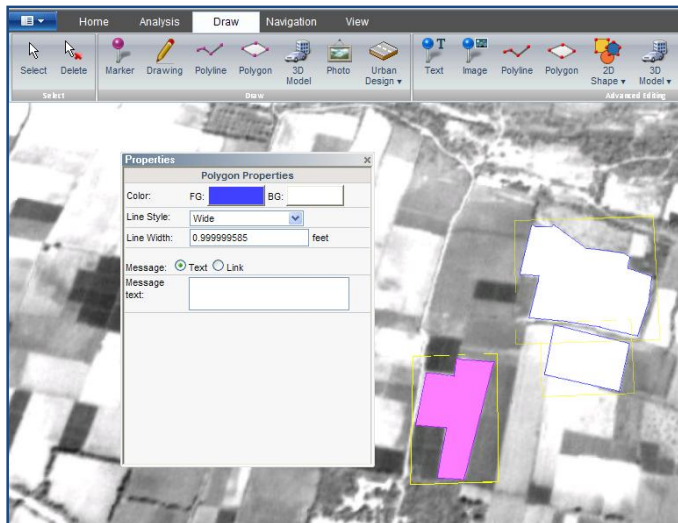 Home Analysis Draw Navigation View
Select Delete Marker Drawing Polyline Polygon 3D Model Photo Urban Design Text Image Polyline Polygon 2D Shape 3D Model
Select Draw Advanced Editing
Properties
Polygon Properties
Color: FG: BG:
Line Style: Wide
Line Width: 0.999999585 feet
Message: Text Link
Message text: